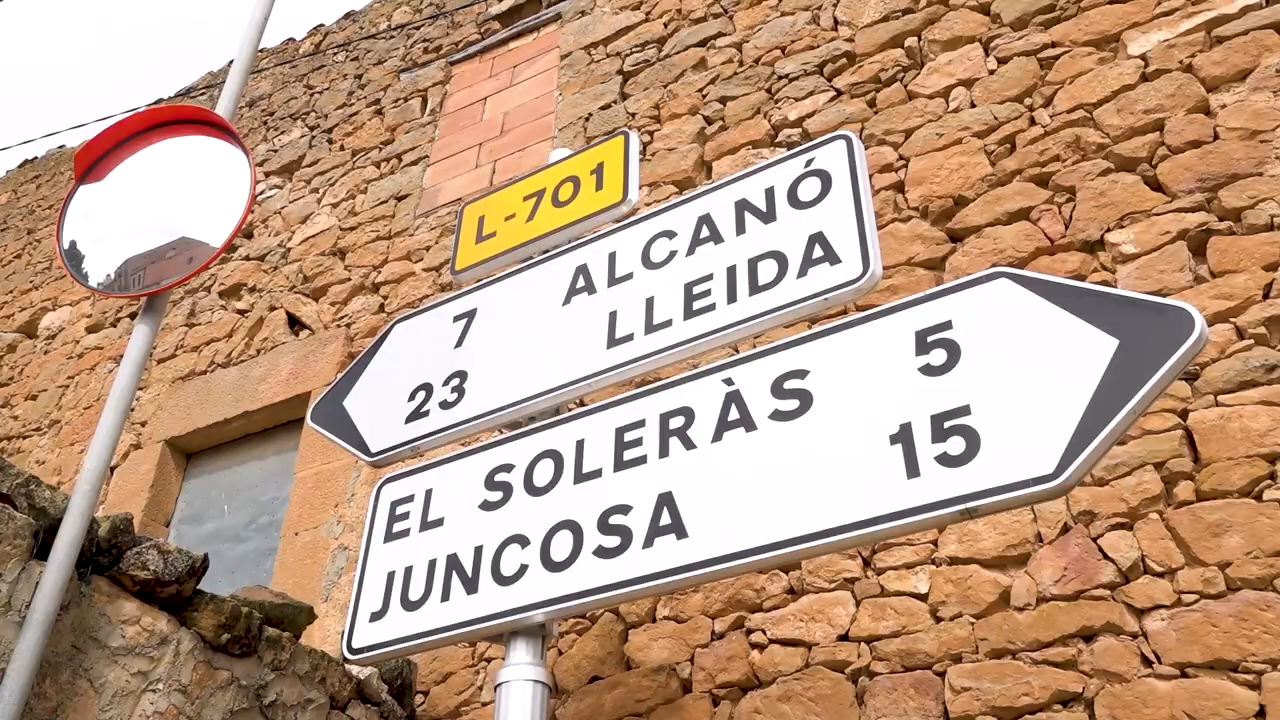 L-701
7 ALCANÓ
23 LLEIDA
EL SOLERÀS 5
JUNCOSA 15